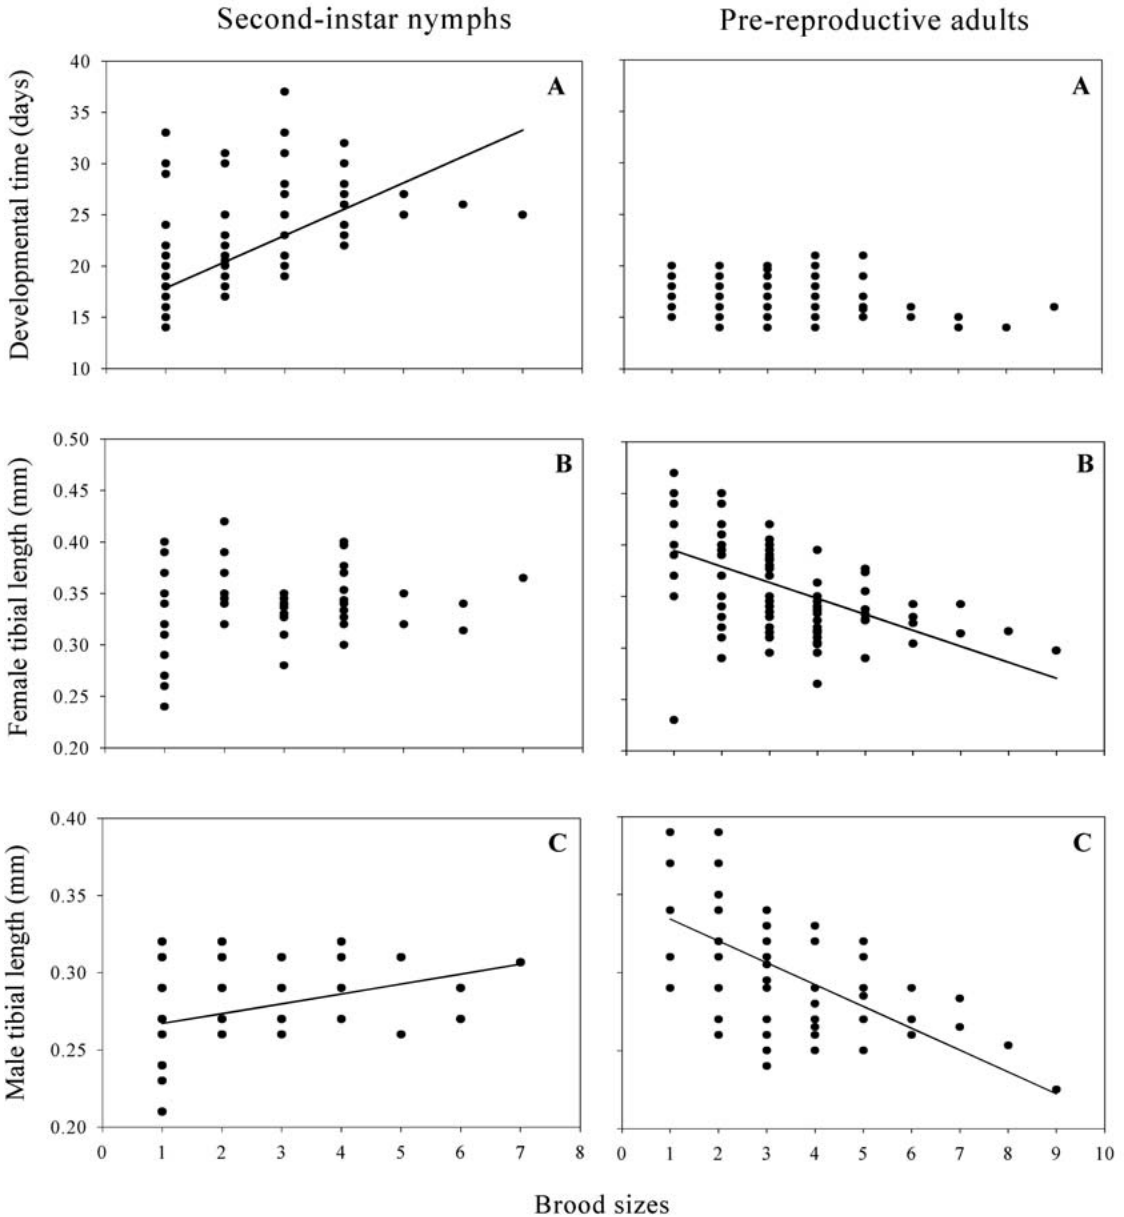 Second-instar nymphs
Pre-reproductive adults
Developmental time (days)
40
35
30
25
20
15
10
A
A
Female tibial length (mm)
0.50
0.45
0.40
0.35
0.30
0.25
0.20
B
B
Male tibial length (mm)
0.40
0.35
0.30
0.25
0.20
C
C
0 1 2 3 4 5 6 7 8
0 1 2 3 4 5 6 7 8 9 10
Brood sizes